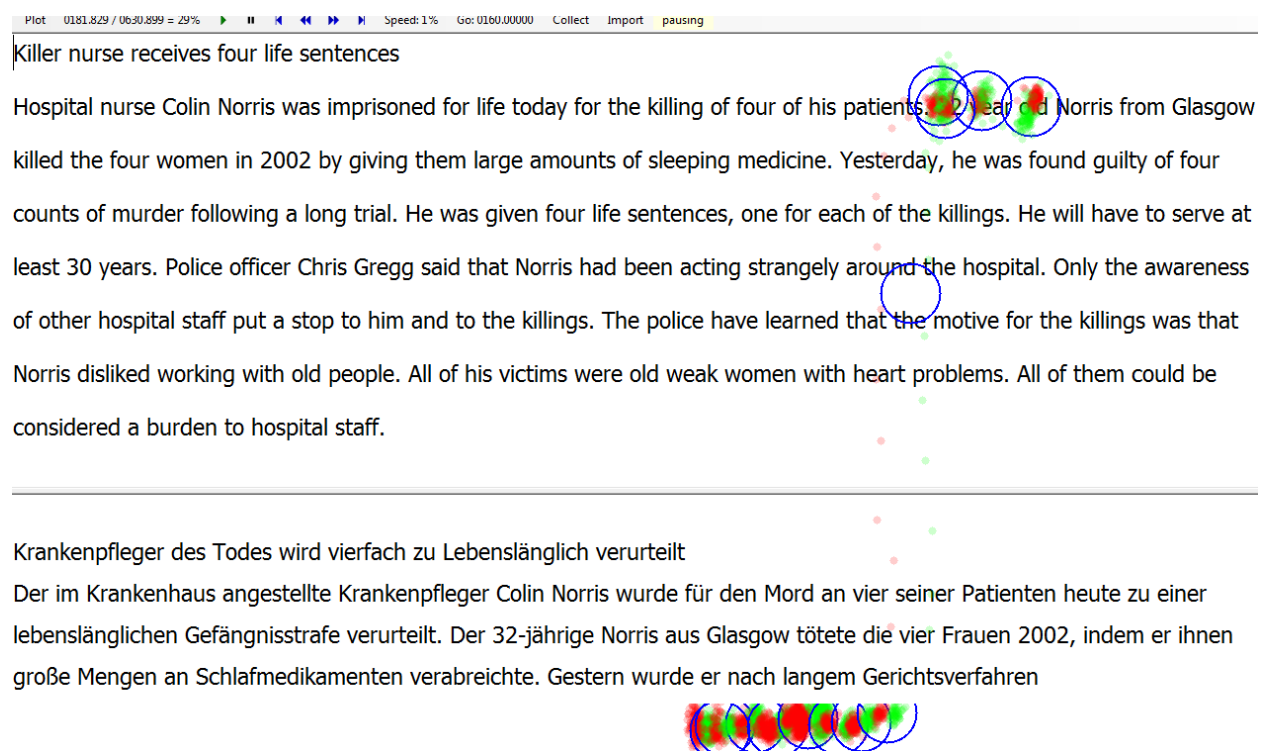 Plot 0181.829 / 0630.899 = 29% Speed: 1% Go: 0160.00000 Collect Import pausing
Killer nurse receives four life sentences
Hospital nurse Colin Norris was imprisoned for life today for the killing of four of his patients. 32 year old Norris from Glasgow
killed the four women in 2002 by giving them large amounts of sleeping medicine. Yesterday, he was found guilty of four
counts of murder following a long trial. He was given four life sentences, one for each of the killings. He will have to serve at
least 30 years. Police officer Chris Gregg said that Norris had been acting strangely around the hospital. Only the awareness
of other hospital staff put a stop to him and to the killings. The police have learned that the motive for the killings was that
Norris disliked working with old people. All of his victims were old weak women with heart problems. All of them could be
considered a burden to hospital staff.
Krankenpfleger des Todes wird vierfach zu Lebenslänglich verurteilt
Der im Krankenhaus angestellte Krankenpfleger Colin Norris wurde für den Mord an vier seiner Patienten heute zu einer
lebenslänglichen Gefängnisstrafe verurteilt. Der 32-jährige Norris aus Glasgow tötete die vier Frauen 2002, indem er ihnen
große Mengen an Schlafmedikamenten verabreichte. Gestern wurde er nach langem Gerichtsverfahren